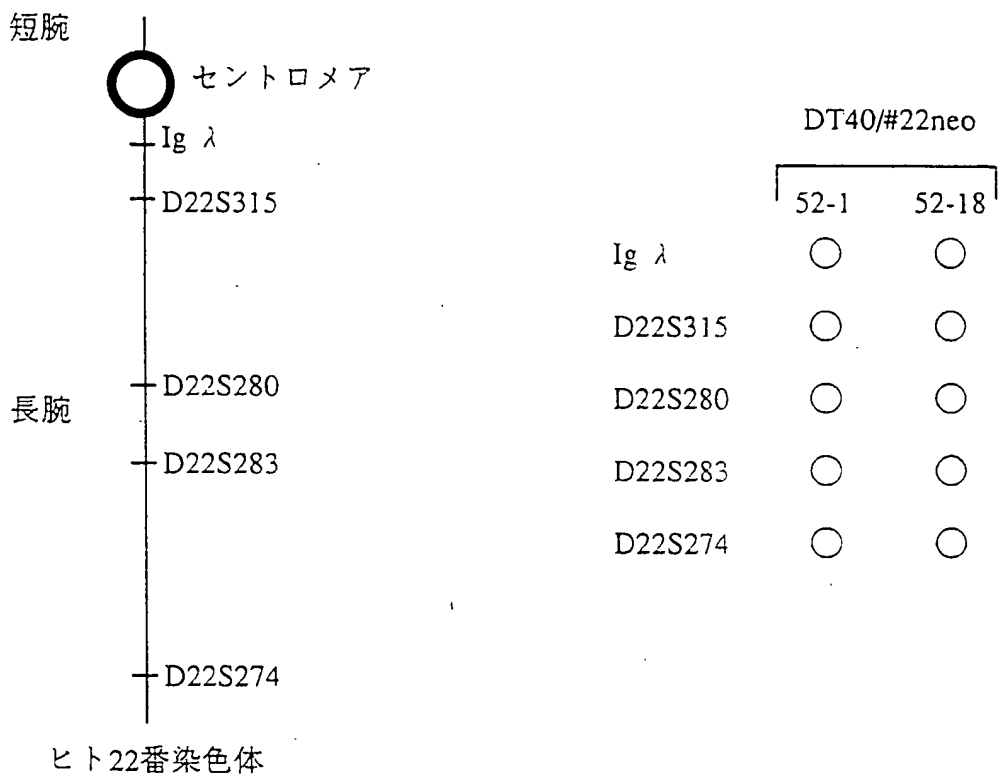 短腕
セントロメア
Ig λ
D22S315
D22S280
長腕
D22S283
D22S274
ヒト22番染色体
DT40/#22neo
52-1 52-18
Ig λ ○ ○
D22S315 ○ ○
D22S280 ○ ○
D22S283 ○ ○
D22S274 ○ ○